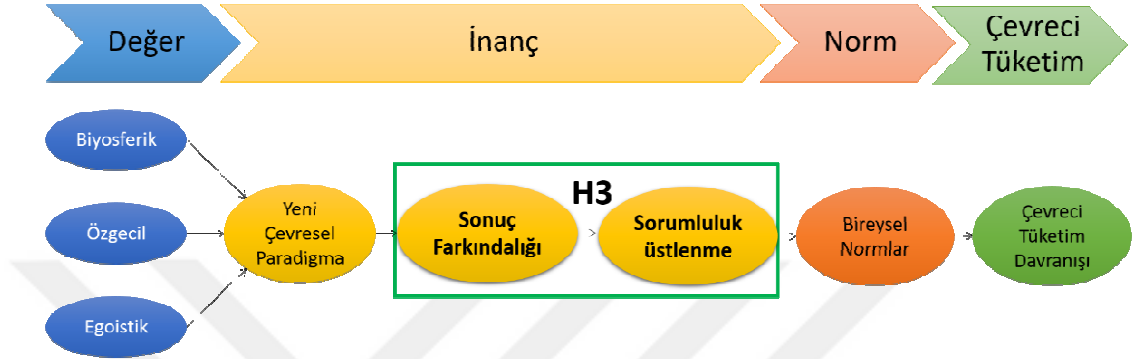 Değer
İnanç
Norm
Çevreci
Tüketim
Biyosferik
Özgecil
Egoistik
Yeni
Çevresel
Paradigma
H3
Sonuç
Farkındalığı
Sorumluluk
üstlenme
Bireysel
Normlar
Çevreci
Tüketim
Davranışı